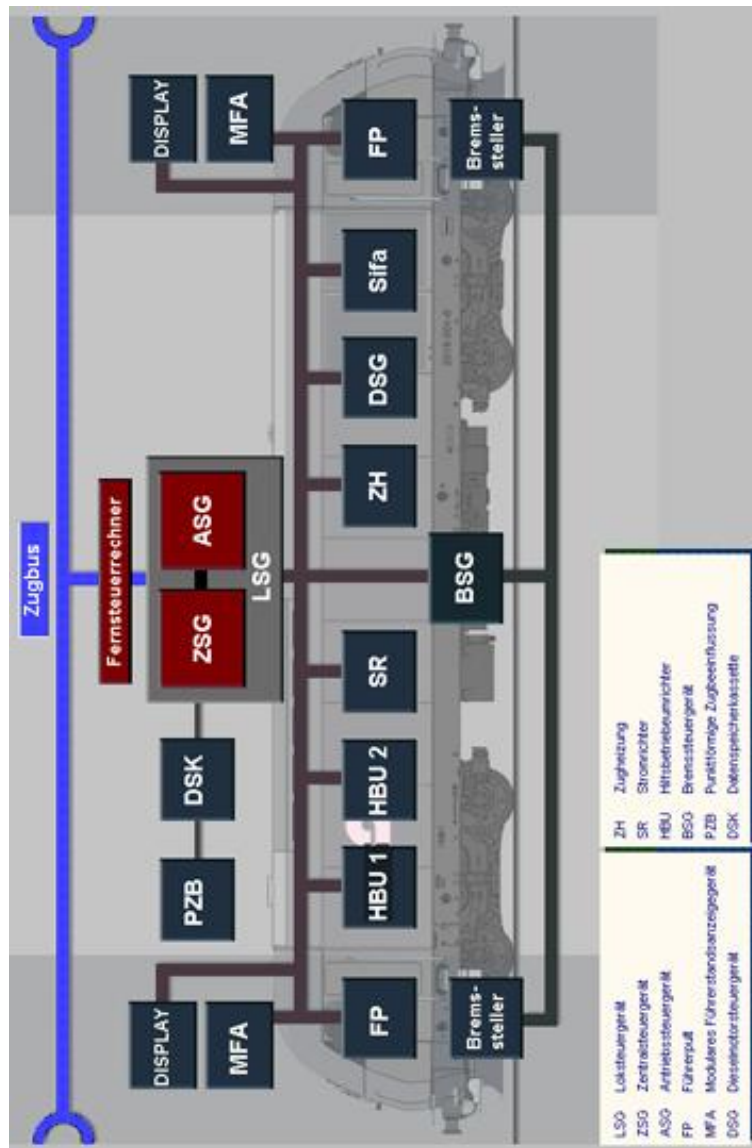 Zugbus
Fernsteuerrechner
ZSG
ASG
LSG
PZB
DSK
DISPLAY
MFA
DISPLAY
MFA
FP
HBU 1
HBU 2
SR
ZH
DSG
Sifa
FP
Brems-
steller
BSG
Brems-
steller
LSG Loksteuergerät
ZSG Zentralsteuergerät
ASG Antriebssteuergerät
FP Führerpult
MFA Modulares Führerstandsanzeigegerät
DSG Dieselmotorsteuergerät
ZH Zugheizung
SR Stromrichter
HBU Hilfsbetriebeumrichter
BSG Bremssteuergerät
PZB Punktförmige Zugbeeinflussung
DSK Datenspeicherkassette